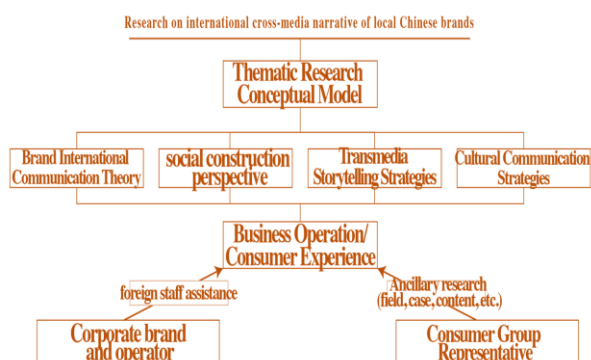 Research on international cross-media narrative of local Chinese brands
Thematic Research
Conceptual Model
Brand International
Communication Theory
social construction
perspective
Transmedia
Storytelling Strategies
Cultural Communication
Strategies
Business Operation/
Consumer Experience
foreign staff assistance
Ancillary research
(field, case, content, etc.)
Corporate brand
and operator
Consumer Group
Representative